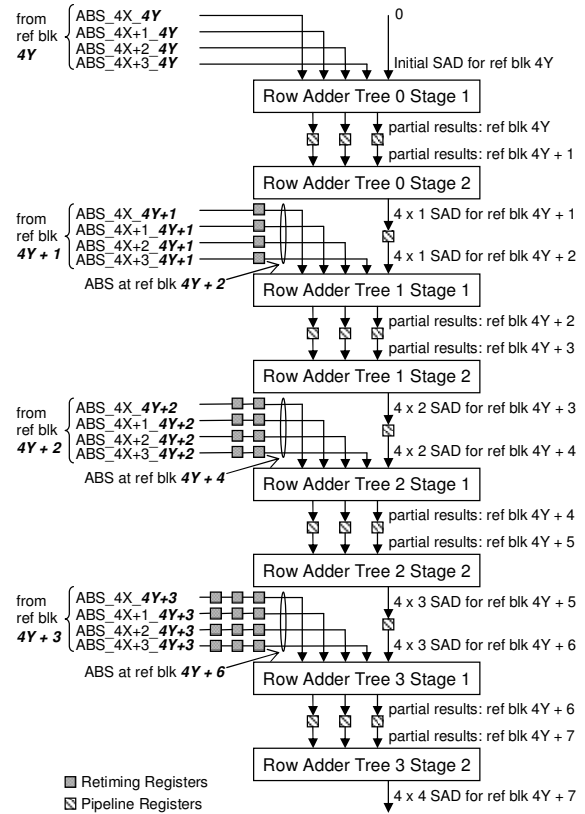 from
ref blk
4Y
ABS_4X_4Y
ABS_4X+1_4Y
ABS_4X+2_4Y
ABS_4X+3_4Y
0
Initial SAD for ref blk 4Y
Row Adder Tree 0 Stage 1
partial results: ref blk 4Y
partial results: ref blk 4Y + 1
Row Adder Tree 0 Stage 2
from
ref blk
4Y + 1
ABS_4X_4Y+1
ABS_4X+1_4Y+1
ABS_4X+2_4Y+1
ABS_4X+3_4Y+1
ABS at ref blk 4Y + 2
4 x 1 SAD for ref blk 4Y + 1
4 x 1 SAD for ref blk 4Y + 2
Row Adder Tree 1 Stage 1
partial results: ref blk 4Y + 2
partial results: ref blk 4Y + 3
Row Adder Tree 1 Stage 2
from
ref blk
4Y + 2
ABS_4X_4Y+2
ABS_4X+1_4Y+2
ABS_4X+2_4Y+2
ABS_4X+3_4Y+2
ABS at ref blk 4Y + 4
4 x 2 SAD for ref blk 4Y + 3
4 x 2 SAD for ref blk 4Y + 4
Row Adder Tree 2 Stage 1
partial results: ref blk 4Y + 4
partial results: ref blk 4Y + 5
Row Adder Tree 2 Stage 2
from
ref blk
4Y + 3
ABS_4X_4Y+3
ABS_4X+1_4Y+3
ABS_4X+2_4Y+3
ABS_4X+3_4Y+3
ABS at ref blk 4Y + 6
4 x 3 SAD for ref blk 4Y + 5
4 x 3 SAD for ref blk 4Y + 6
Row Adder Tree 3 Stage 1
partial results: ref blk 4Y + 6
partial results: ref blk 4Y + 7
Row Adder Tree 3 Stage 2
4 x 4 SAD for ref blk 4Y + 7
Retiming Registers
Pipeline Registers